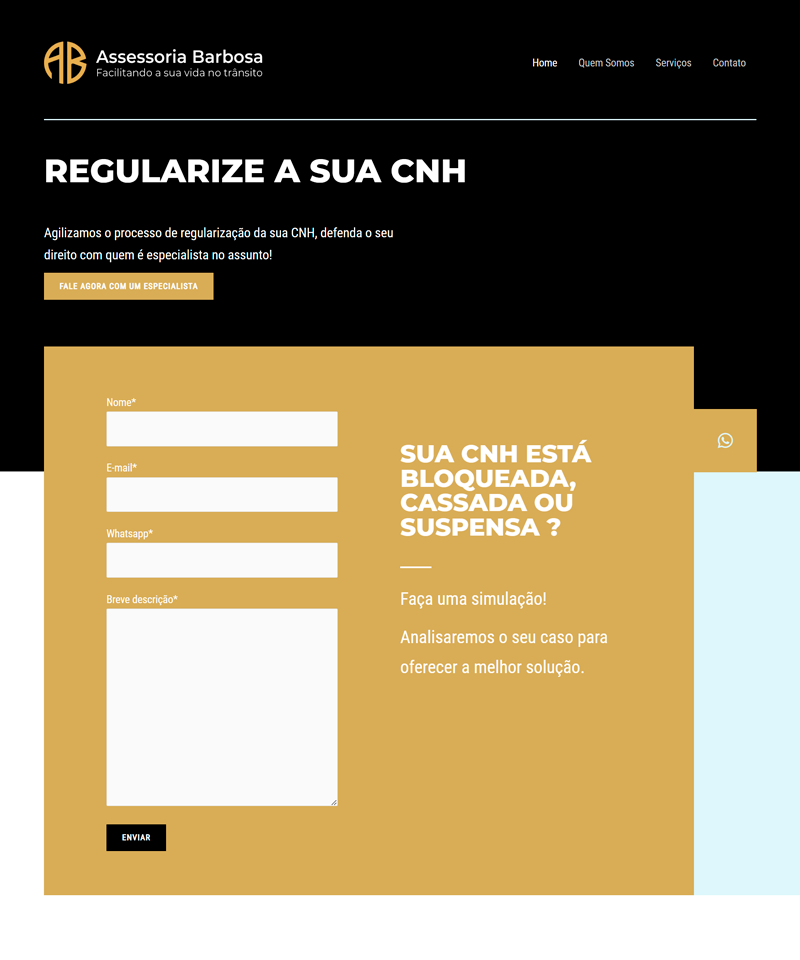 AB
Assessoria Barbosa
Facilitando a sua vida no trânsito
Home
Quem Somos
Serviços
Contato
REGULARIZE A SUA CNH
Agilizamos o processo de regularização da sua CNH, defenda o seu
direito com quem é especialista no assunto!
FALE AGORA COM UM ESPECIALISTA
Nome*
E-mail*
Whatsapp*
Breve descrição*
ENVIAR
SUA CNH ESTÁ
BLOQUEADA,
CASSADA OU
SUSPENSA ?
Faça uma simulação!
Analisaremos o seu caso para
oferecer a melhor solução.